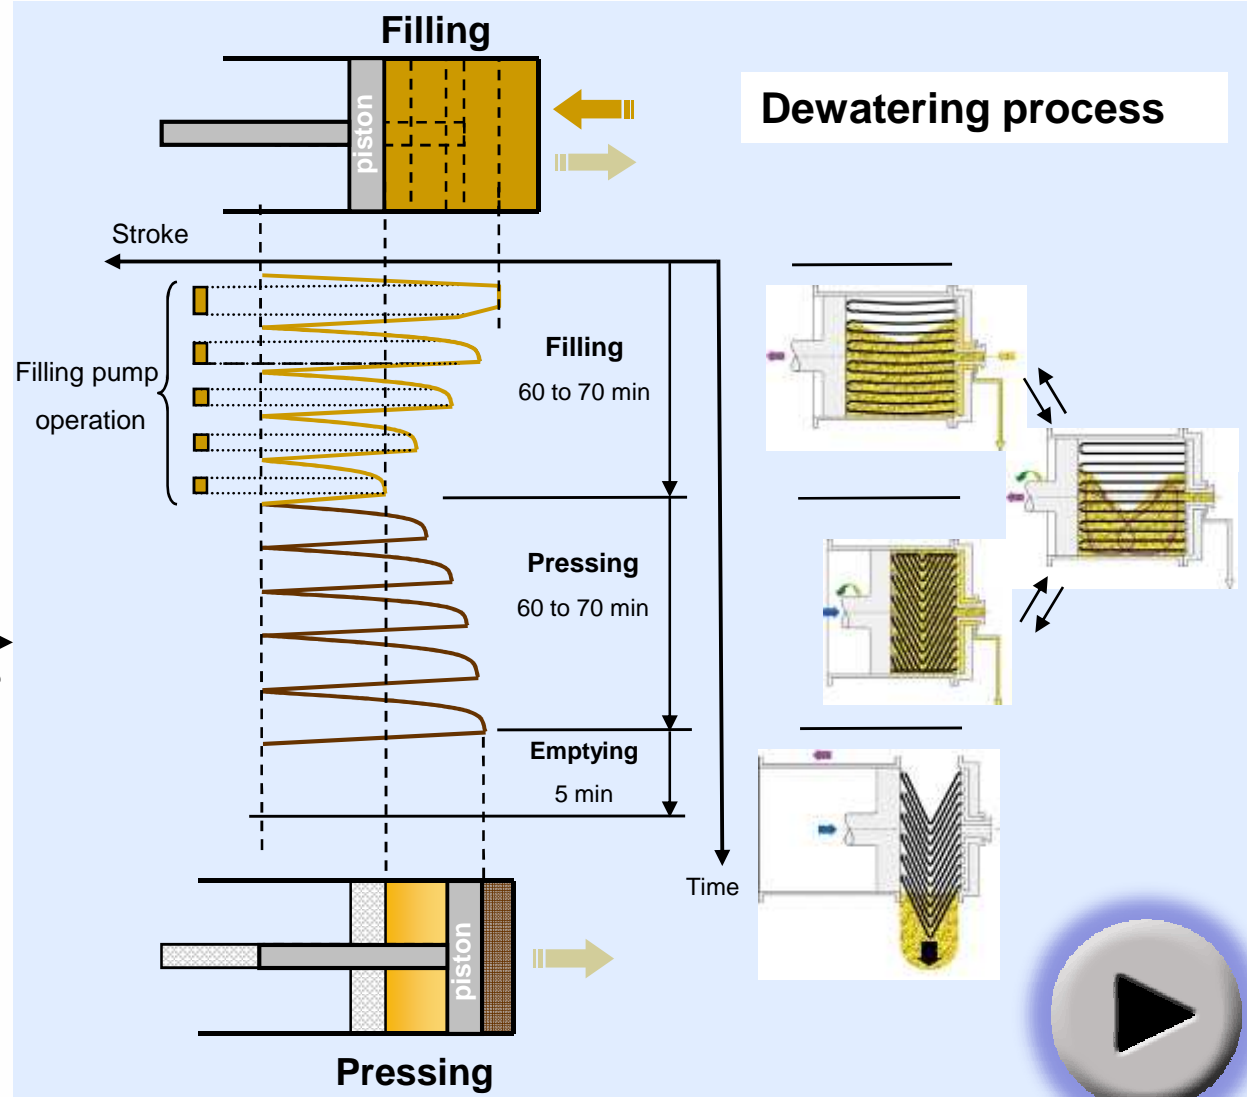 Filling
Dewatering process
piston
Stroke
Filling pump
operation
Filling
60 to 70 min
Pressing
60 to 70 min
Emptying
5 min
Time
piston
Pressing